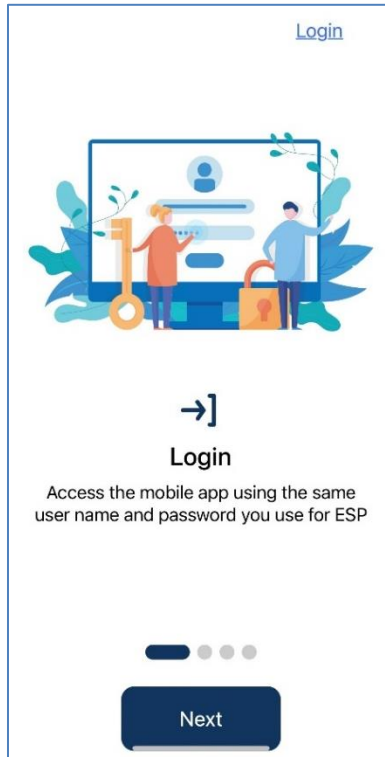 Login
Login
Access the mobile app using the same
user name and password you use for ESP
Next